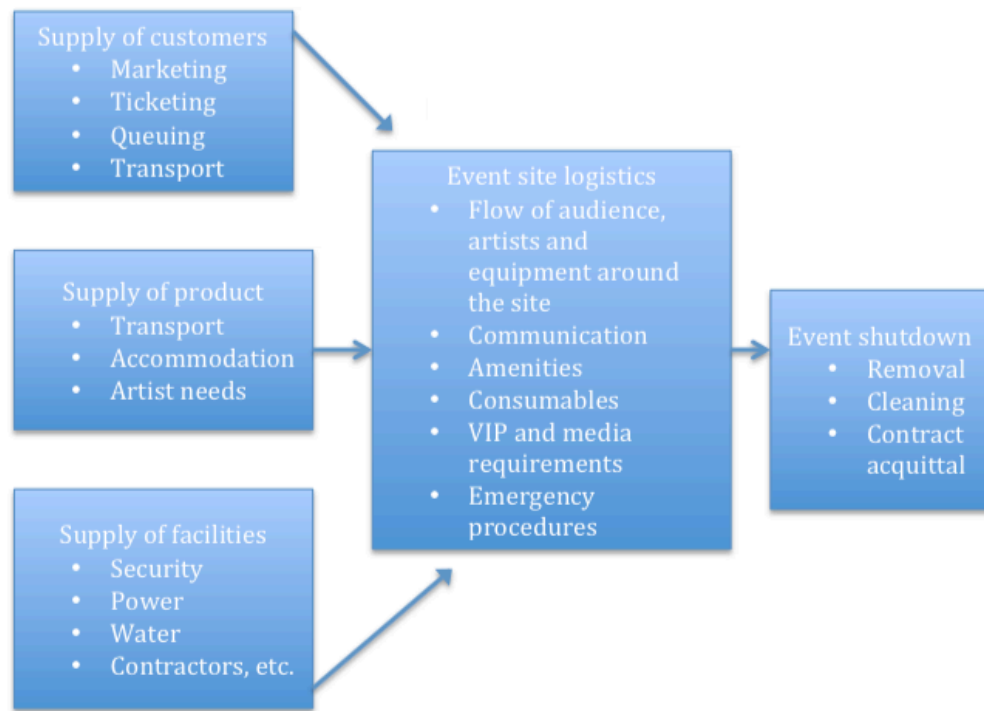 Supply of customers
• Marketing
• Ticketing
• Queuing
• Transport
Supply of product
• Transport
• Accommodation
• Artist needs
Supply of facilities
• Security
• Power
• Water
• Contractors, etc.
Event site logistics
• Flow of audience,
artists and
equipment around
the site
• Communication
• Amenities
• Consumables
• VIP and media
requirements
• Emergency
procedures
Event shutdown
• Removal
• Cleaning
• Contract
acquittal